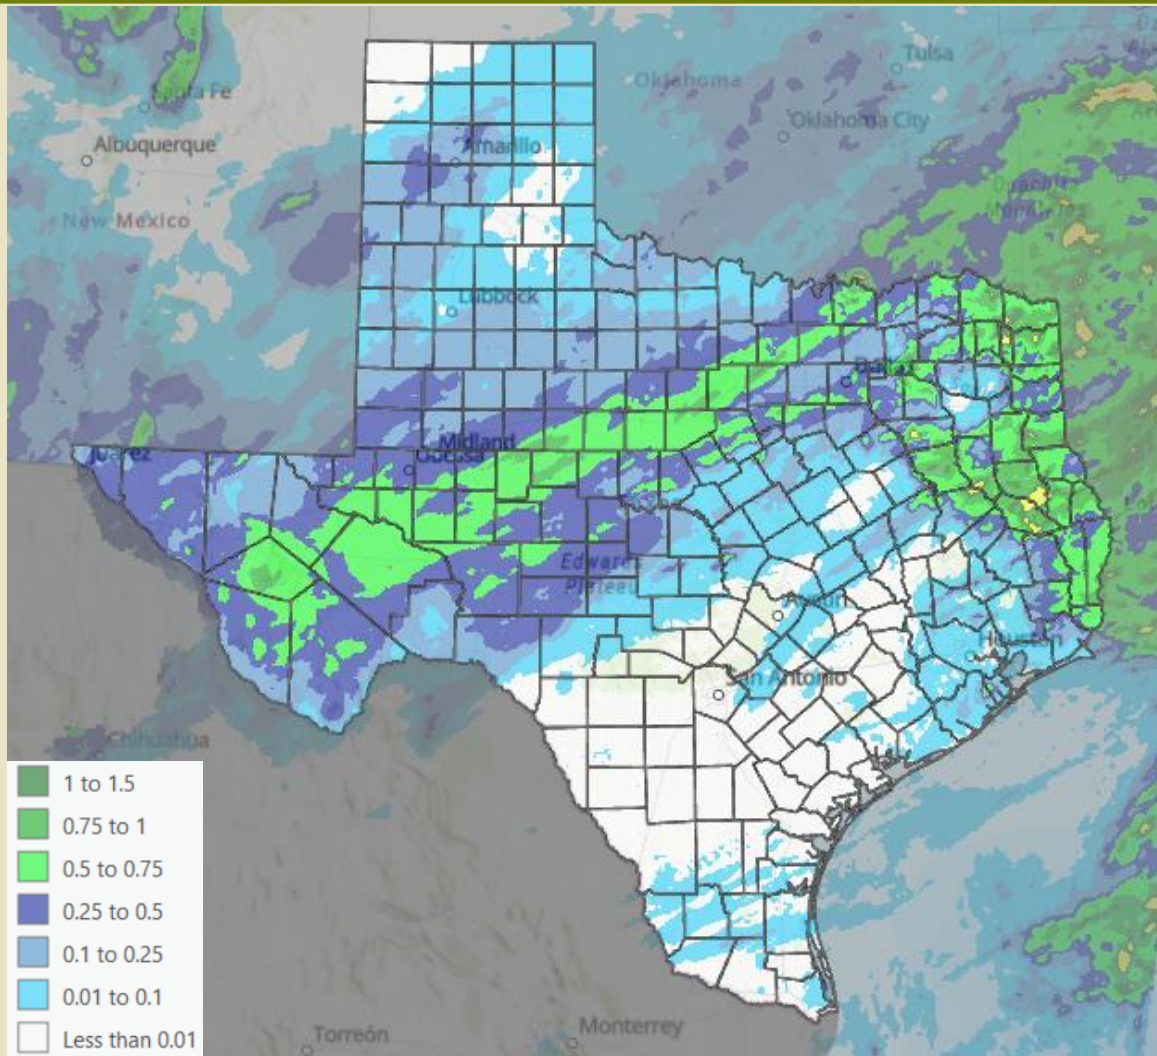 Tulsa
Oklahoma
Santa Fe
Oklahoma City
Albuquerque
Amarillo
Ouachita
Mountains
New Mexico
Lubbock
Dallas
Midland
Juarez
Odessa
Edwards
Plateau
Austin
Houston
San Antonio
Chihuahua
1 to 1.5
0.75 to 1
0.5 to 0.75
0.25 to 0.5
0.1 to 0.25
0.01 to 0.1
Less than 0.01
Torreón
Monterrey